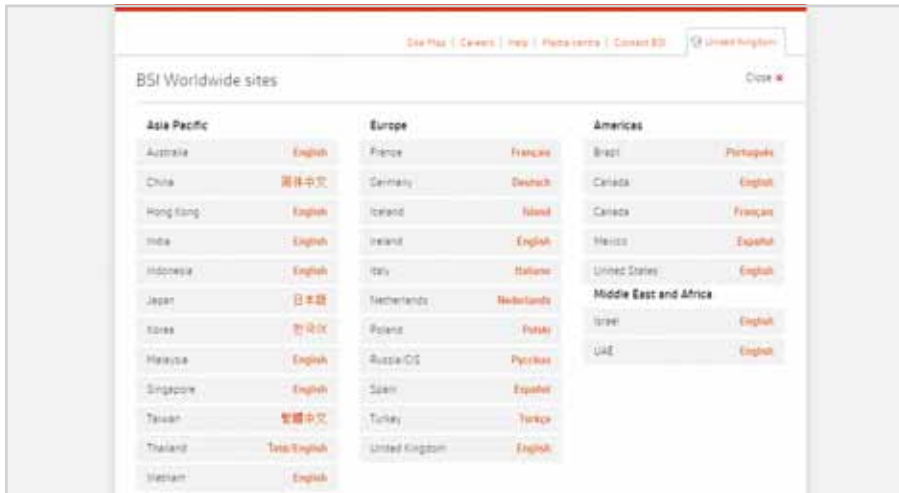 Site Map | Careers | Help | Media centre | Contact BSI
United Kingdom
BSI Worldwide sites
Close ×
Asia Pacific
Australia English
China 简体中文
Hong Kong English
India English
Indonesia English
Japan 日本語
Korea 한국어
Malaysia English
Singapore English
Taiwan 繁體中文
Thailand Thai/English
Vietnam English
Europe
France Français
Germany Deutsch
Iceland Island
Ireland English
Italy Italiano
Netherlands Nederlands
Poland Polski
Russia/CIS Русский
Spain Español
Turkey Türkçe
United Kingdom English
Americas
Brazil Português
Canada English
Canada Français
Mexico Español
United States English
Middle East and Africa
Israel English
UAE English